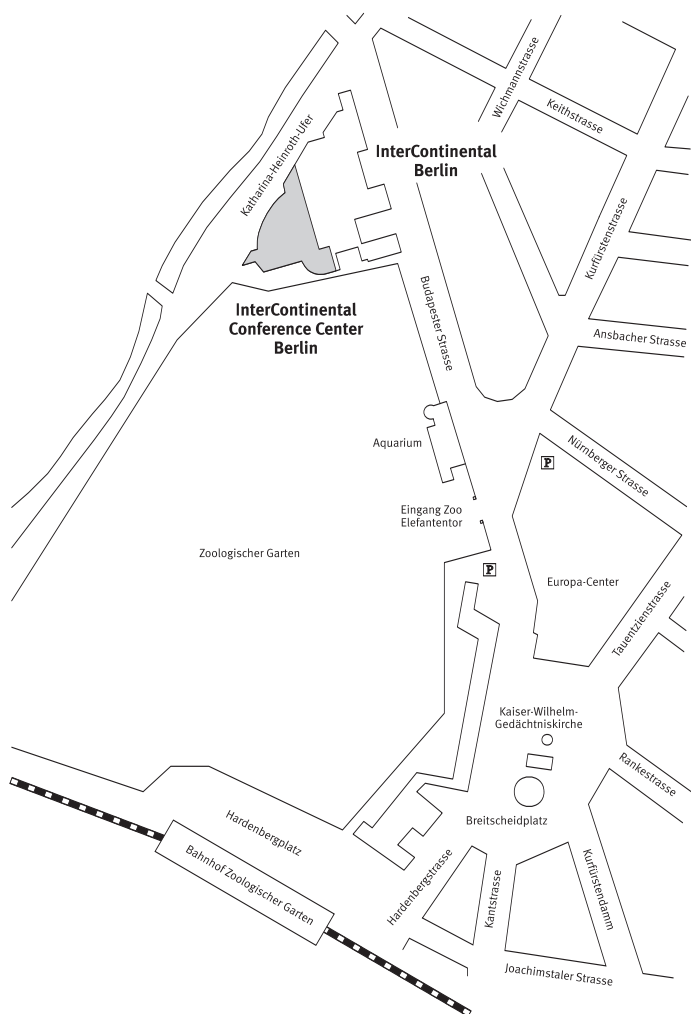 Wichmannstrasse
Keithstrasse
Katharina-Heinroth-Ufer
InterContinental
Berlin
Kurfürstenstrasse
InterContinental
Conference Center
Berlin
Budapester Strasse
Ansbacher Strasse
Aquarium
Nürnberger Strasse
P
Eingang Zoo
Elefantentor
Zoologischer Garten
P
Europa-Center
Tauentzienstrasse
Kaiser-Wilhelm-
Gedächtniskirche
Rankestrasse
Breitscheidplatz
Hardenbergplatz
Bahnhof Zoologischer Garten
Hardenbergstrasse
Kantstrasse
Kurfürstendamm
Joachimstaler Strasse